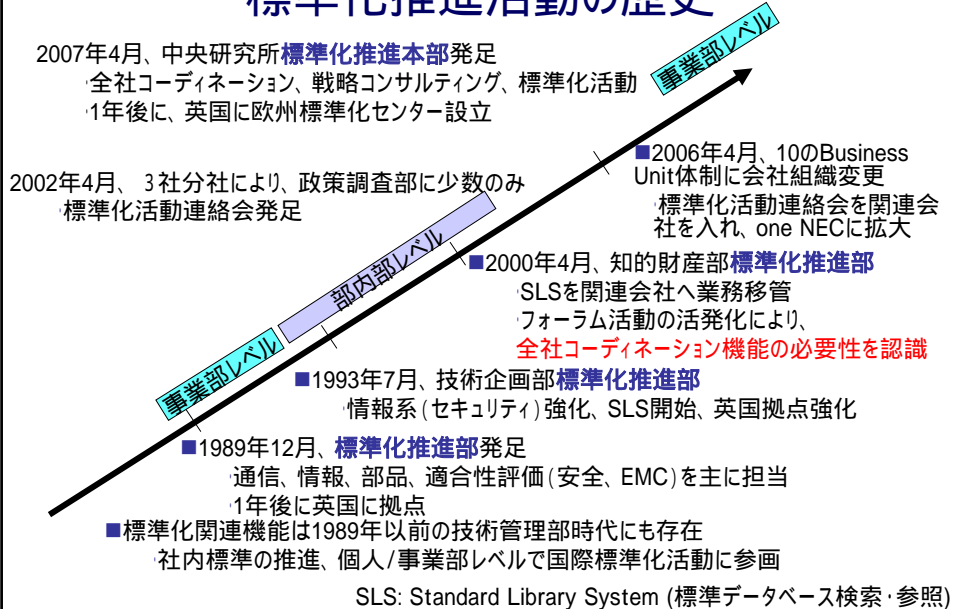 標準化推進活動の歴史
2007年4月、中央研究所標準化推進本部発足
·全社コーディネーション、戦略コンサルティング、標準化活動
·1年後に、英国に欧州標準化センター設立
事業部レベル
■2006年4月、10のBusiness
Unit体制に会社組織変更
·標準化活動連絡会を関連会
社を入れ、one NECに拡大
2002年4月、3社分社により、政策調査部に少数のみ
·標準化活動連絡会発足
部内部レベル
■2000年4月、知的財産部標準化推進部
·SLSを関連会社へ業務移管
·フォーラム活動の活発化により、
全社コーディネーション機能の必要性を認識
事業部レベル
■1993年7月、技術企画部標準化推進部
·情報系(セキュリティ)強化、SLS開始、英国拠点強化
■1989年12月、標準化推進部発足
·通信、情報、部品、適合性評価(安全、EMC)を主に担当
·1年後に英国に拠点
■標準化関連機能は1989年以前の技術管理部時代にも存在
·社内標準の推進、個人/事業部レベルで国際標準化活動に参画
SLS: Standard Library System (標準データベース検索·参照)